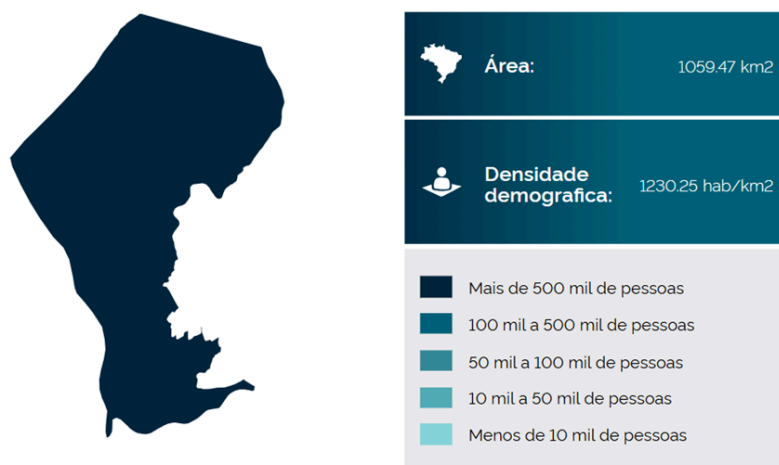 Área:
1059.47 km2
Densidade
demografica:
1230.25 hab/km2
Mais de 500 mil de pessoas
100 mil a 500 mil de pessoas
50 mil a 100 mil de pessoas
10 mil a 50 mil de pessoas
Menos de 10 mil de pessoas